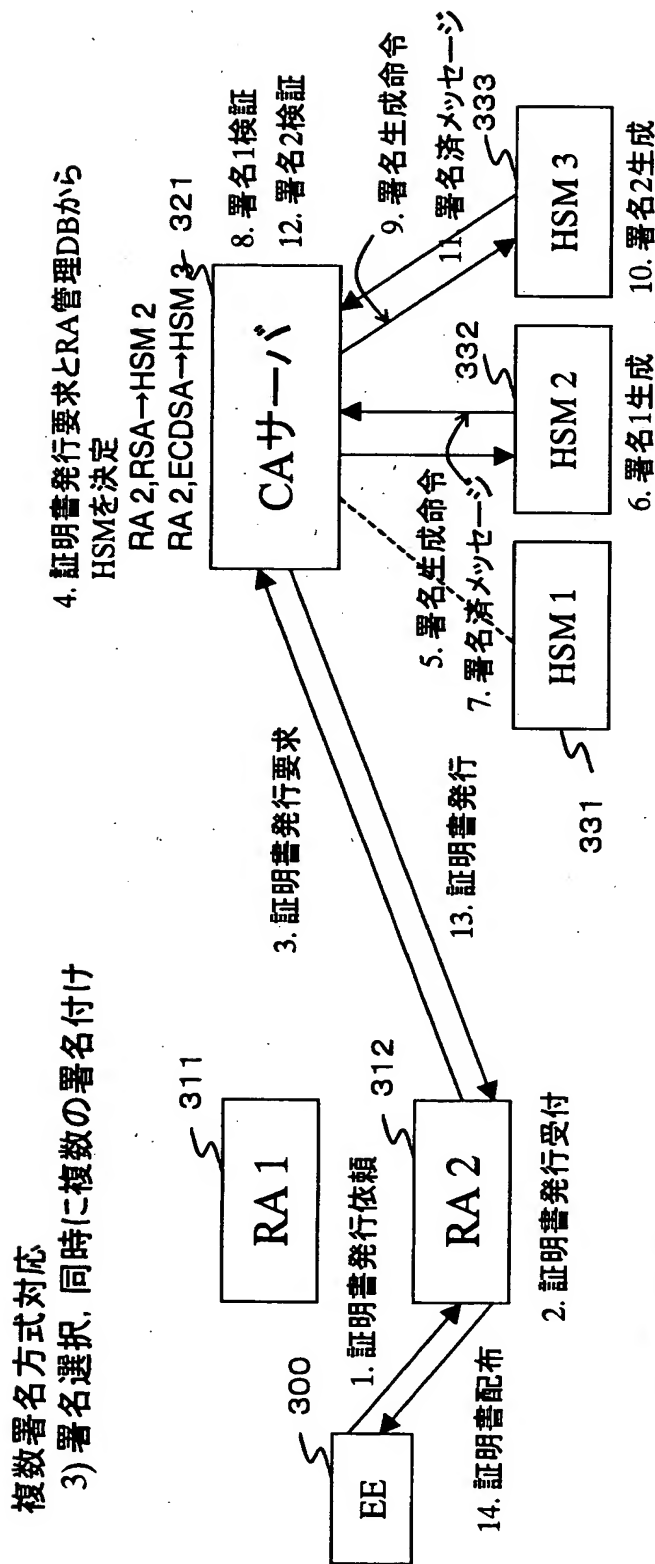 複数署名方式対応
3) 署名選択, 同時に複数の署名付け
EE
300
1. 証明書発行依頼
14. 証明書配布
RA 1
311
RA 2
312
2. 証明書発行受付
3. 証明書発行要求
13. 証明書発行
4. 証明書発行要求とRA管理DBから
HSMを決定
RA 2,RSA→HSM 2
RA 2,ECDSA→HSM 3
321
CAサーバ
8. 署名1検証
12. 署名2検証
5. 署名生成命令
7. 署名済メッセージ
9. 署名生成命令
11. 署名済メッセージ
HSM 1
331
HSM 2
332
6. 署名1生成
HSM 3
333
10. 署名2生成